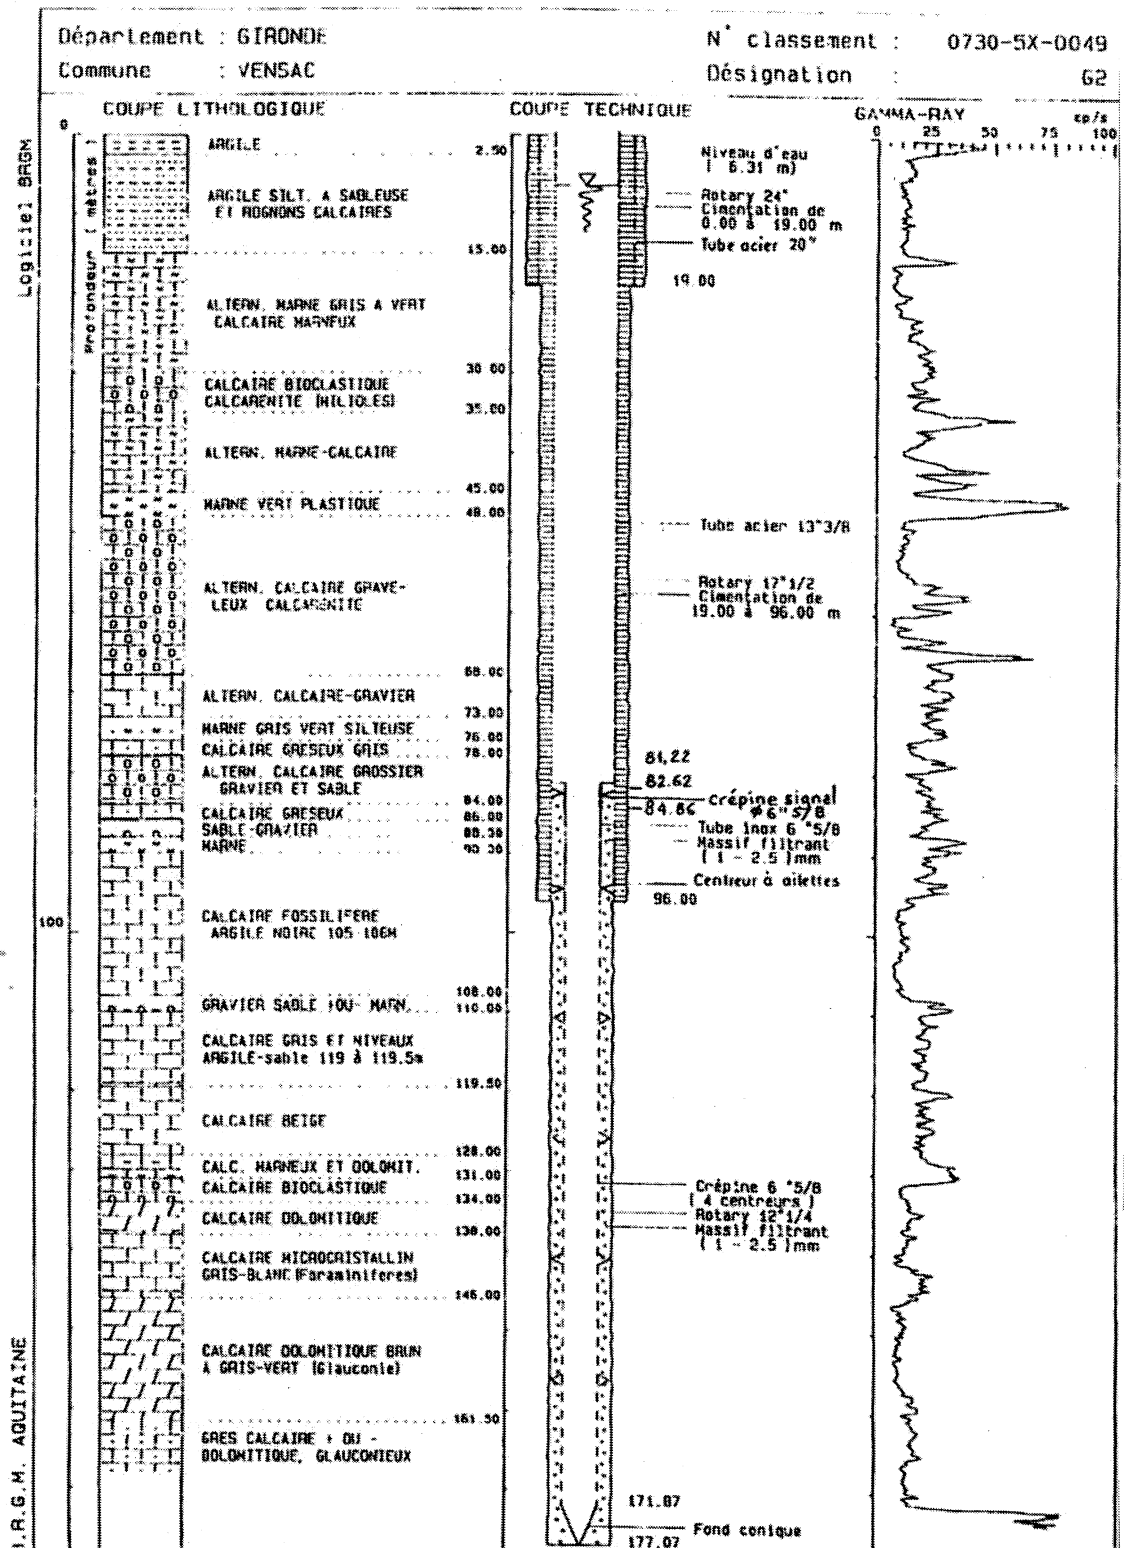 Département : GIRONDE
Commune : VENSAC
N° classement : 0730-5X-0049
Désignation : G2
COUPE LITHOLOGIQUE
COUPE TECHNIQUE
GAMMA-RAY
cp/s
0 25 50 75 100
Logiciel BRGM
Profondeur ( mètres )
0
100
B.R.G.M. AQUITAINE
ARGILE
2.50
ARGILE SILT. A SABLEUSE
ET ROGNONS CALCAIRES
15.00
ALTERN. MARNE GRIS A VERT
CALCAIRE MARNEUX
30.00
CALCAIRE BIOCLASTIQUE
CALCARENITE (MILIOLES)
35.00
ALTERN. MARNE-CALCAIRE
45.00
MARNE VERT PLASTIQUE
48.00
ALTERN. CALCAIRE GRAVE-
LEUX CALCARENITE
68.00
ALTERN. CALCAIRE-GRAVIER
73.00
MARNE GRIS VERT SILTEUSE
76.00
CALCAIRE GRESEUX GRIS
78.00
ALTERN. CALCAIRE GROSSIER
GRAVIER ET SABLE
84.00
CALCAIRE GRESEUX
86.00
SABLE-GRAVIER
88.30
MARNE
90.30
CALCAIRE FOSSILIFERE
ARGILE NOIRE 105-106M
108.00
GRAVIER SABLE +OU- MARN.
110.00
CALCAIRE GRIS ET NIVEAUX
ARGILE-sable 119 à 119.5m
119.50
CALCAIRE BEIGE
128.00
CALC. MARNEUX ET DOLOMIT.
131.00
CALCAIRE BIOCLASTIQUE
134.00
CALCAIRE DOLOMITIQUE
138.00
CALCAIRE MICROCRISTALLIN
GRIS-BLANC (Foraminiferes)
146.00
CALCAIRE DOLOMITIQUE BRUN
A GRIS-VERT (Glauconie)
161.50
GRES CALCAIRE + OU -
DOLOMITIQUE, GLAUCONIEUX
Niveau d'eau
( 6.31 m)
Rotary 24"
Cimentation de
0.00 à 19.00 m
Tube acier 20"
19.00
Tube acier 13"3/8
Rotary 17"1/2
Cimentation de
19.00 à 96.00 m
81,22
82.62
84.86
Crépine signal
ø 6" 5/8
Tube inox 6 "5/8
Massif filtrant
( 1 - 2.5 )mm
Centreur à ailettes
96.00
Crépine 6 "5/8
( 4 centreurs )
Rotary 12"1/4
Massif filtrant
( 1 - 2.5 )mm
171.07
Fond conique
177.07